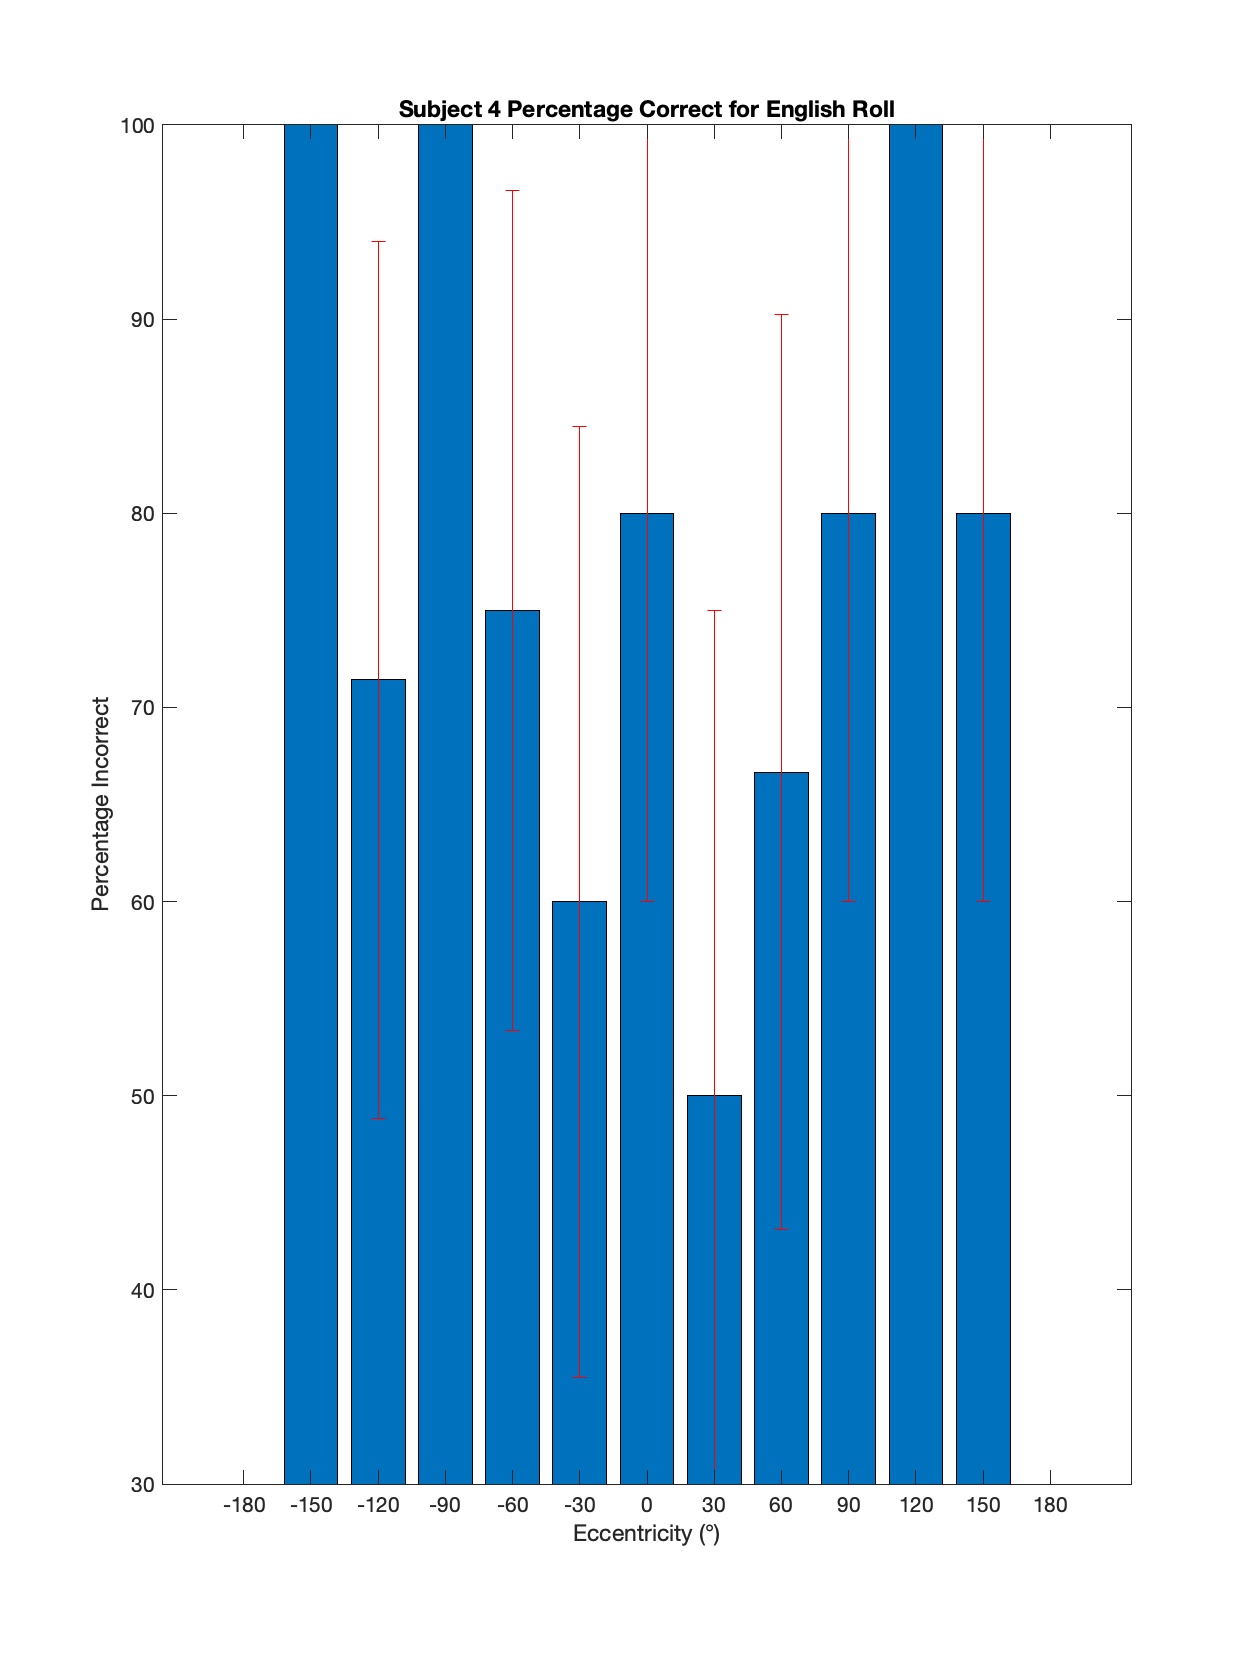 Subject 4 Percentage Correct for English Roll
100
90
80
70
60
50
40
30
Percentage Incorrect
-180 -150 -120 -90 -60 -30 0 30 60 90 120 150 180
Eccentricity (°)